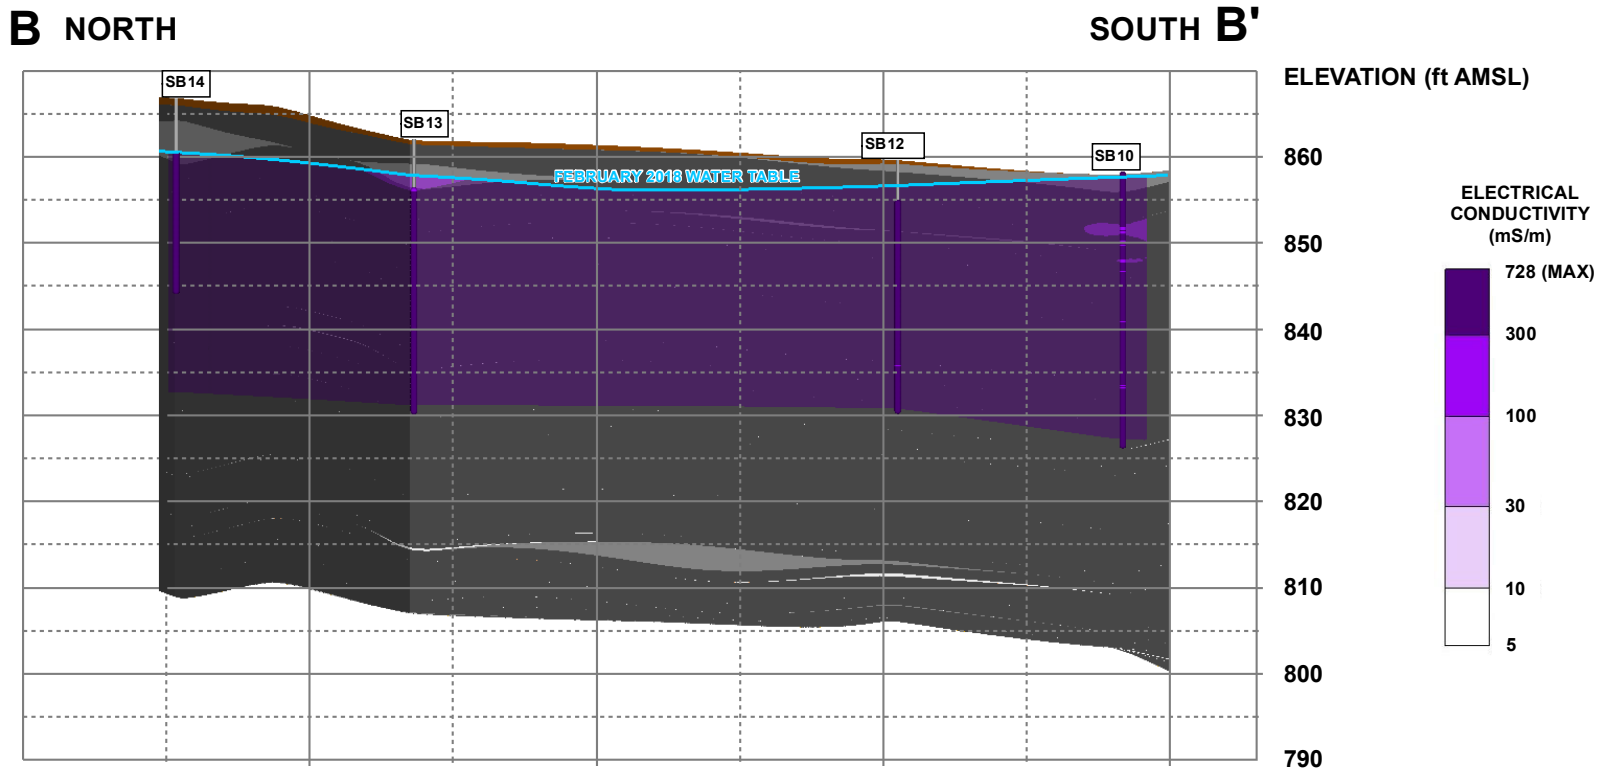 B NORTH
SOUTH B'
ELEVATION (ft AMSL)
SB14
SB13
SB12
SB10
FEBRUARY 2018 WATER TABLE
860
850
840
830
820
810
800
790
ELECTRICAL
CONDUCTIVITY
(mS/m)
728 (MAX)
300
100
30
10
5